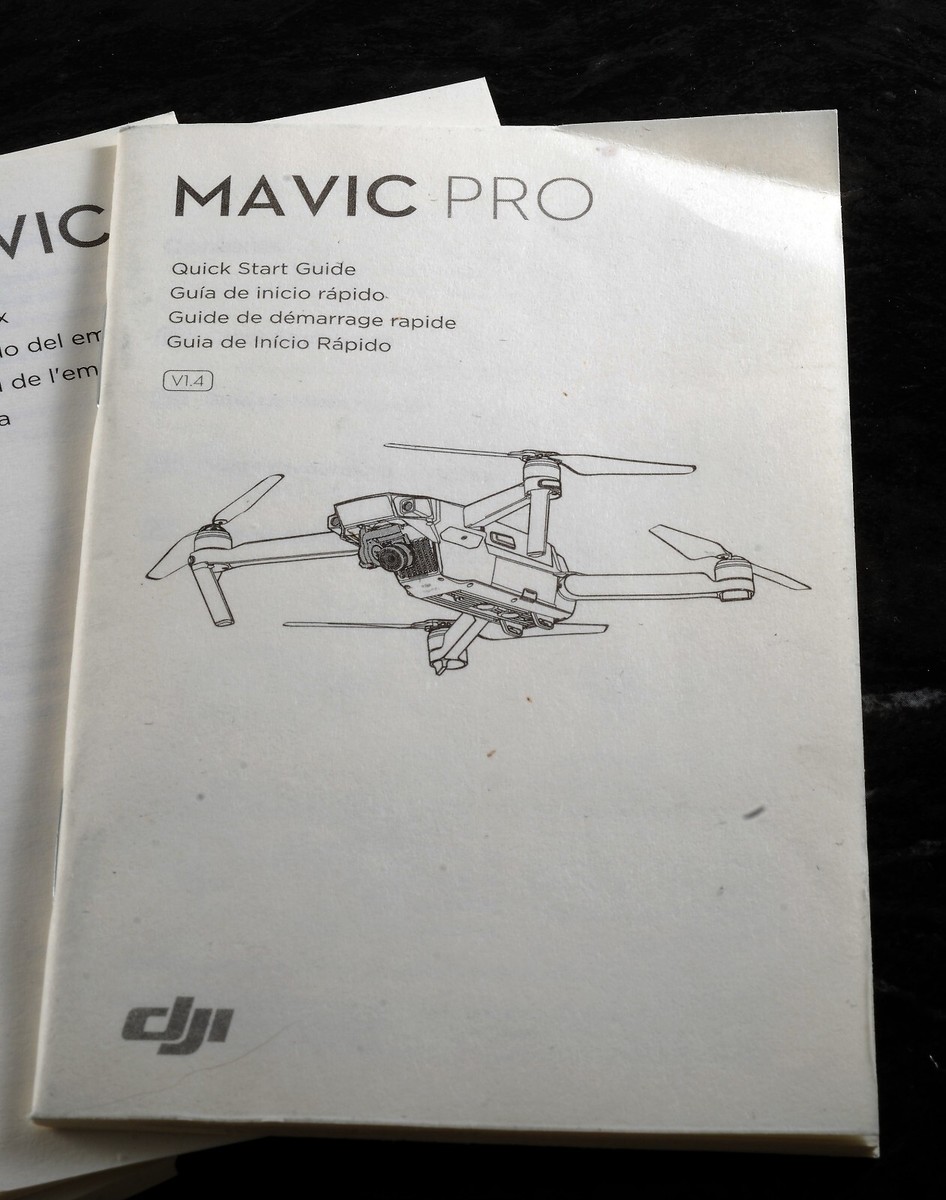 MAVIC PRO
Quick Start Guide
Guía de inicio rápido
Guide de démarrage rapide
Guia de Início Rápido
V1.4
dji
VIC
x
do del em
de l'em
a